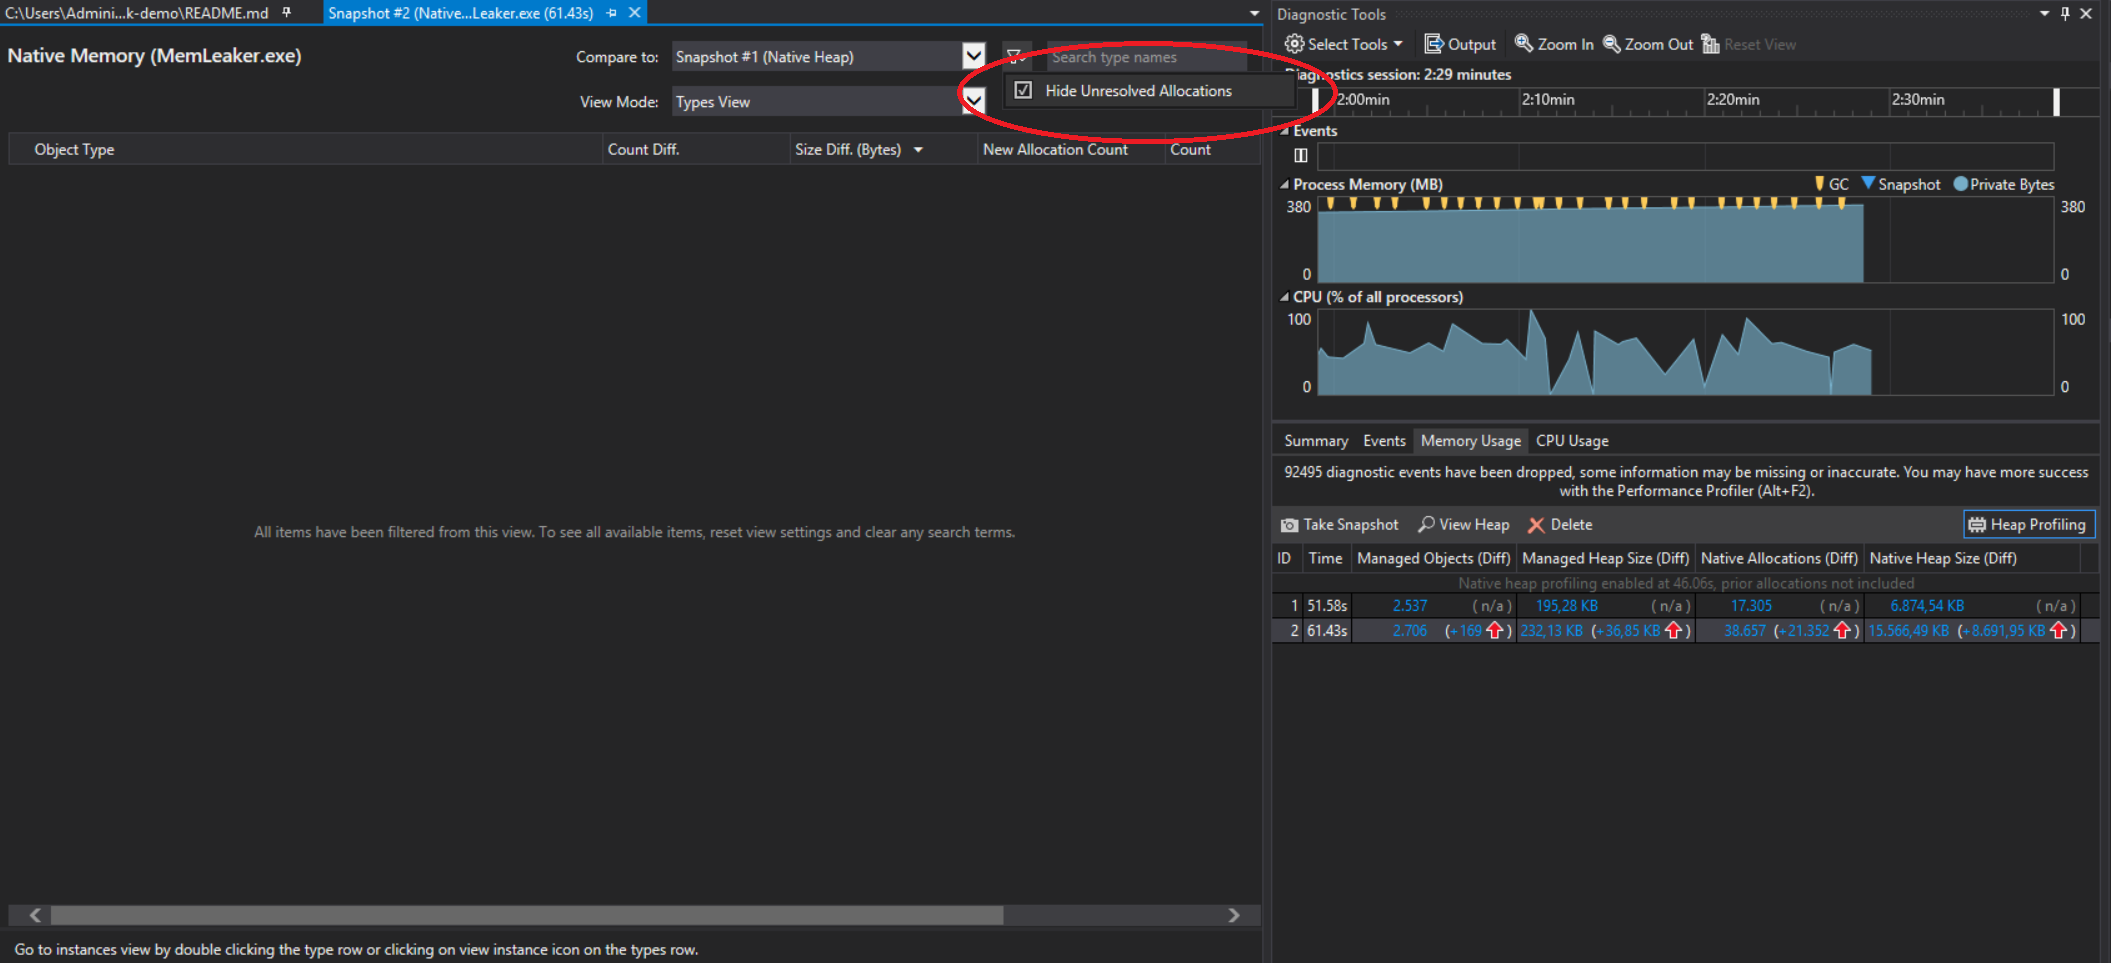 C:\Users\Admini...k-demo\README.md
Snapshot #2 (Native...Leaker.exe (61.43s)
Native Memory (MemLeaker.exe)
Compare to: Snapshot #1 (Native Heap)
Search type names
Hide Unresolved Allocations
View Mode: Types View
Object Type Count Diff. Size Diff. (Bytes) New Allocation Count Count
All items have been filtered from this view. To see all available items, reset view settings and clear any search terms.
Go to instances view by double clicking the type row or clicking on view instance icon on the types row.
Diagnostic Tools
Select Tools Output Zoom In Zoom Out Reset View
iagnostics session: 2:29 minutes
2:00min 2:10min 2:20min 2:30min
Events
Process Memory (MB) GC Snapshot Private Bytes
380 380
0 0
CPU (% of all processors)
100 100
0 0
Summary Events Memory Usage CPU Usage
92495 diagnostic events have been dropped, some information may be missing or inaccurate. You may have more success
with the Performance Profiler (Alt+F2).
Take Snapshot View Heap Delete Heap Profiling
ID Time Managed Objects (Diff) Managed Heap Size (Diff) Native Allocations (Diff) Native Heap Size (Diff)
Native heap profiling enabled at 46.06s, prior allocations not included
1 51.58s 2.537 (n/a) 195,28 KB (n/a) 17.305 (n/a) 6.874,54 KB (n/a)
2 61.43s 2.706 (+169) 232,13 KB (+36,85 KB) 38.657 (+21.352) 15.566,49 KB (+8.691,95 KB)